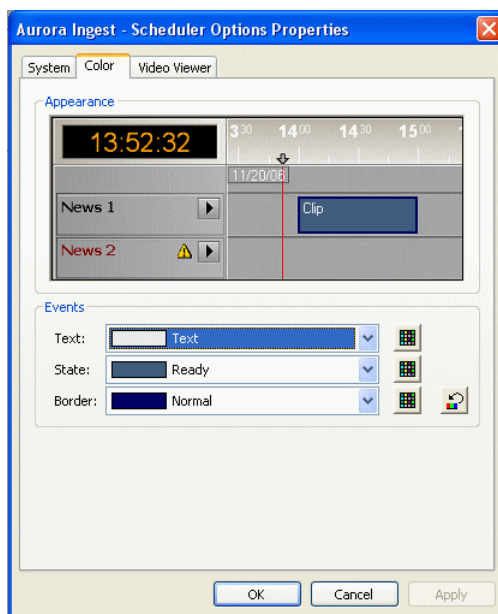 Aurora Ingest - Scheduler Options Properties
System Color Video Viewer
Appearance
13:52:32 3 30 14 00 14 30 15 00
11/20/06
News 1 Clip
News 2
Events
Text: Text
State: Ready
Border: Normal
OK Cancel Apply